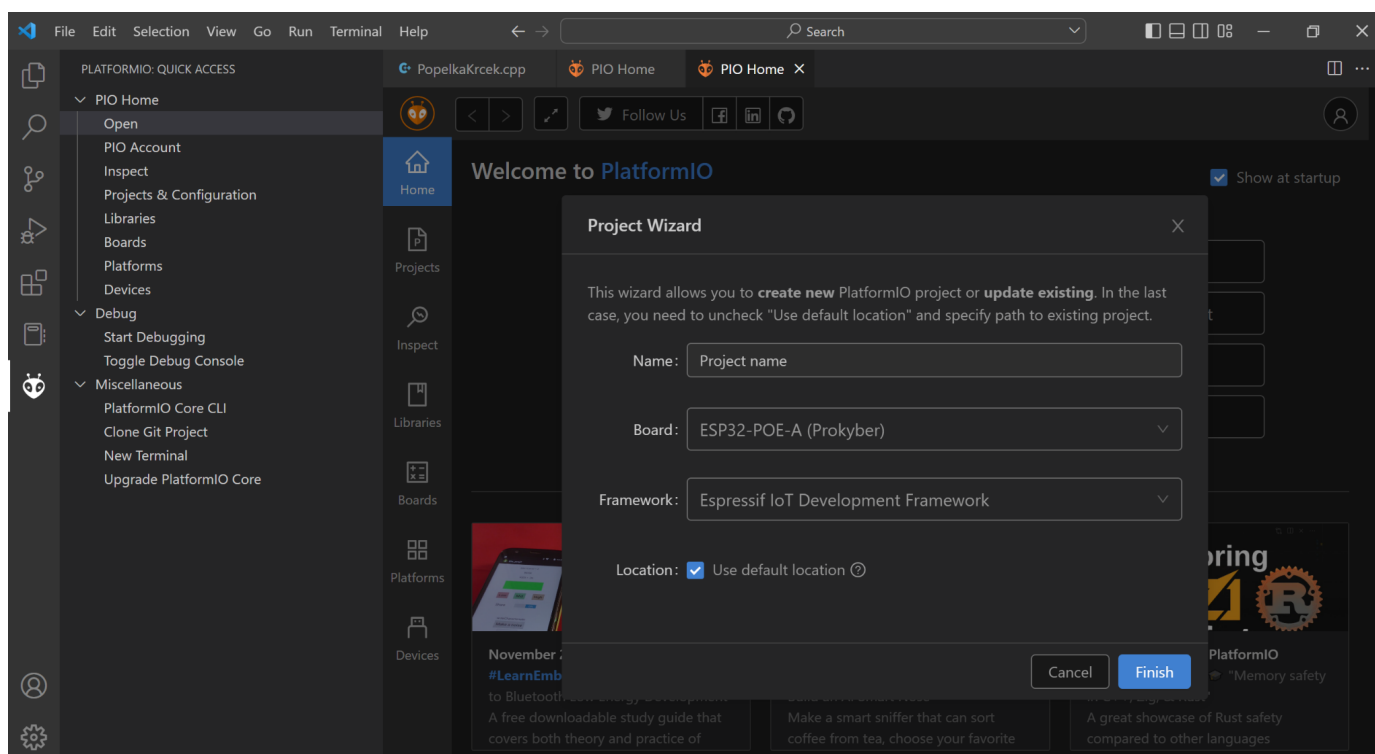 File Edit Selection View Go Run Terminal Help
Search
PLATFORMIO: QUICK ACCESS
PIO Home
Open
PIO Account
Inspect
Projects & Configuration
Libraries
Boards
Platforms
Devices
Debug
Start Debugging
Toggle Debug Console
Miscellaneous
PlatformIO Core CLI
Clone Git Project
New Terminal
Upgrade PlatformIO Core
PopelkaKrcek.cpp
PIO Home
PIO Home
Follow Us
Home
Projects
Inspect
Libraries
Boards
Platforms
Devices
Welcome to PlatformIO
Show at startup
Project Wizard
This wizard allows you to create new PlatformIO project or update existing. In the last
case, you need to uncheck "Use default location" and specify path to existing project.
Name: Project name
Board: ESP32-POE-A (Prokyber)
Framework: Espressif IoT Development Framework
Location: Use default location
Cancel
Finish
November
#LearnEmb
to Bluetooth
A free downloadable study guide that
covers both theory and practice of
Make a smart sniffer that can sort
coffee from tea, choose your favorite
oring
PlatformIO
"Memory safety
A great showcase of Rust safety
compared to other languages